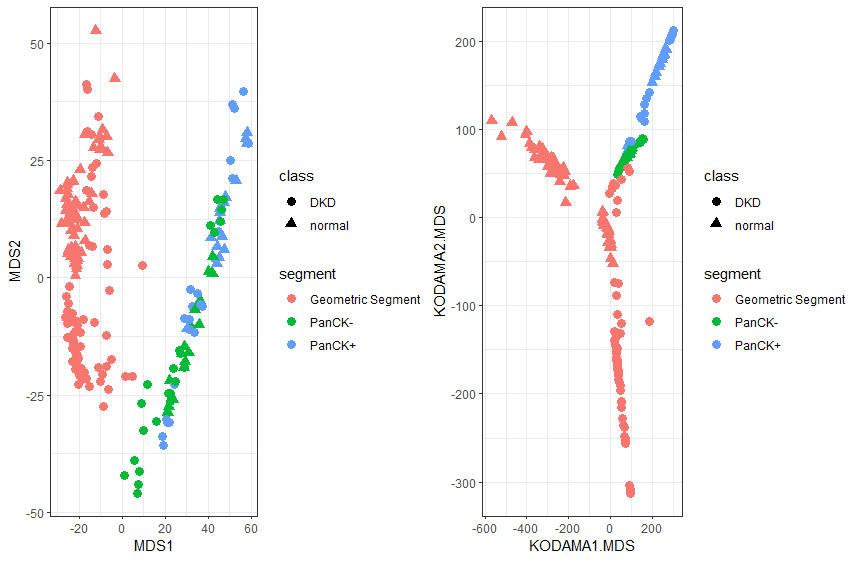 50
25
0
-25
-50
MDS2
-20
0
20
40
60
MDS1
class
DKD
normal
segment
Geometric Segment
PanCK-
PanCK+
200
100
0
-100
-200
-300
KODAMA2.MDS
-600
-400
-200
0
200
KODAMA1.MDS
class
DKD
normal
segment
Geometric Segment
PanCK-
PanCK+